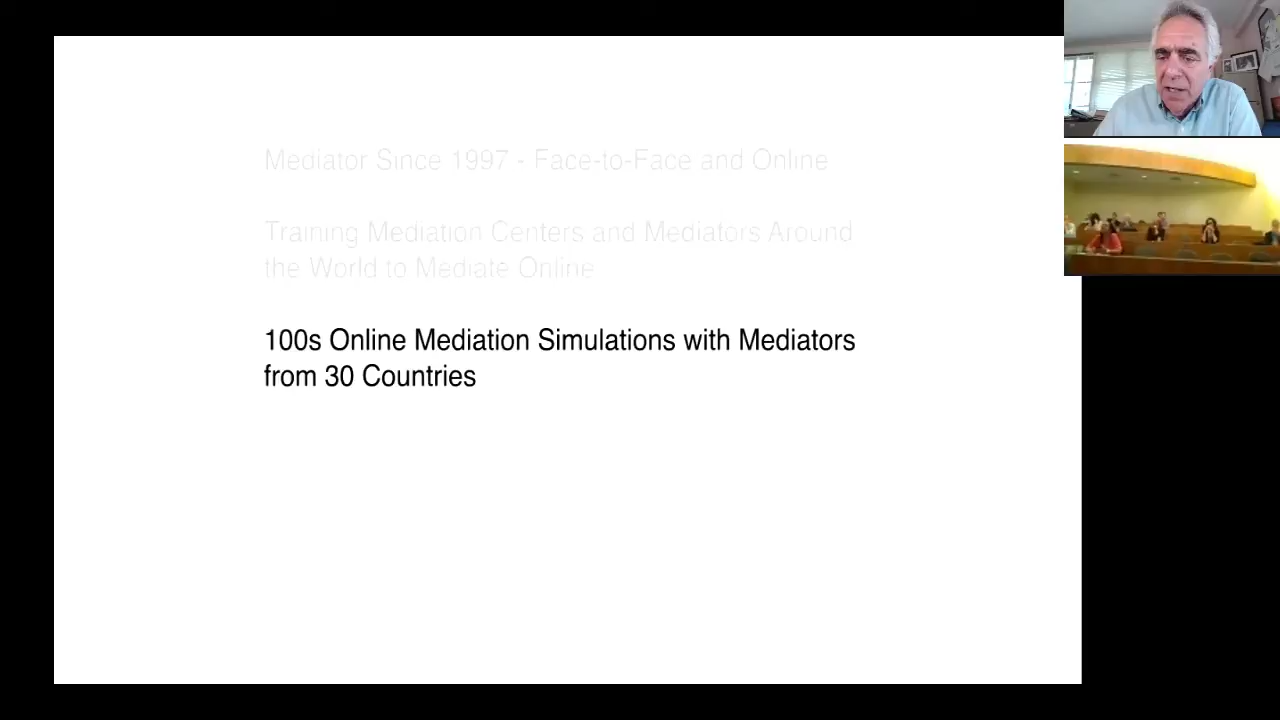 Mediator Since 1997 - Face-to-Face and Online
Training Mediation Centers and Mediators Around
the World to Mediate Online
100s Online Mediation Simulations with Mediators
from 30 Countries